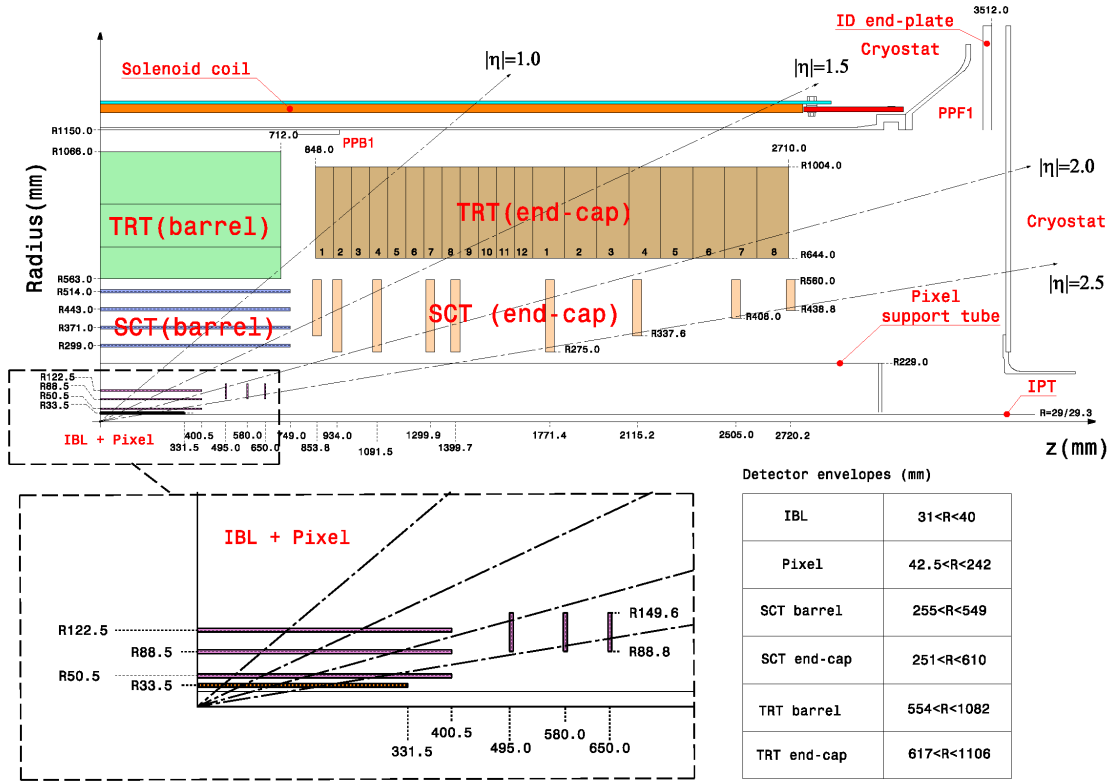 3512.0
ID end-plate
Cryostat
|η|=1.0
|η|=1.5
Solenoid coil
PPF1
R1150.0
712.0
PPB1
848.0
2710.0
R1066.0
R1004.0
|η|=2.0
Radius(mm)
TRT(barrel)
TRT(end-cap)
Cryostat
1 2 3 4 5 6 7 8 9 10 11 12 1 2 3 4 5 6 7 8
R644.0
R563.0
R560.0
|η|=2.5
R514.0
R443.0
SCT(barrel)
SCT (end-cap)
R438.8
R408.0
Pixel
support tube
R371.0
R337.6
R299.0
R275.0
R229.0
R122.5
R88.5
R50.5
R33.5
IPT
R=29/29.3
IBL + Pixel
400.5 580.0 749.0 934.0 1299.9 1771.4 2115.2 2505.0 2720.2
331.5 495.0 650.0 853.8 1091.5 1399.7
z(mm)
IBL + Pixel
R149.6
R122.5
R88.5
R88.8
R50.5
R33.5
400.5
331.5
495.0
580.0
650.0
Detector envelopes (mm)
IBL 31<R<40
Pixel 42.5<R<242
SCT barrel 255<R<549
SCT end-cap 251<R<610
TRT barrel 554<R<1082
TRT end-cap 617<R<1106